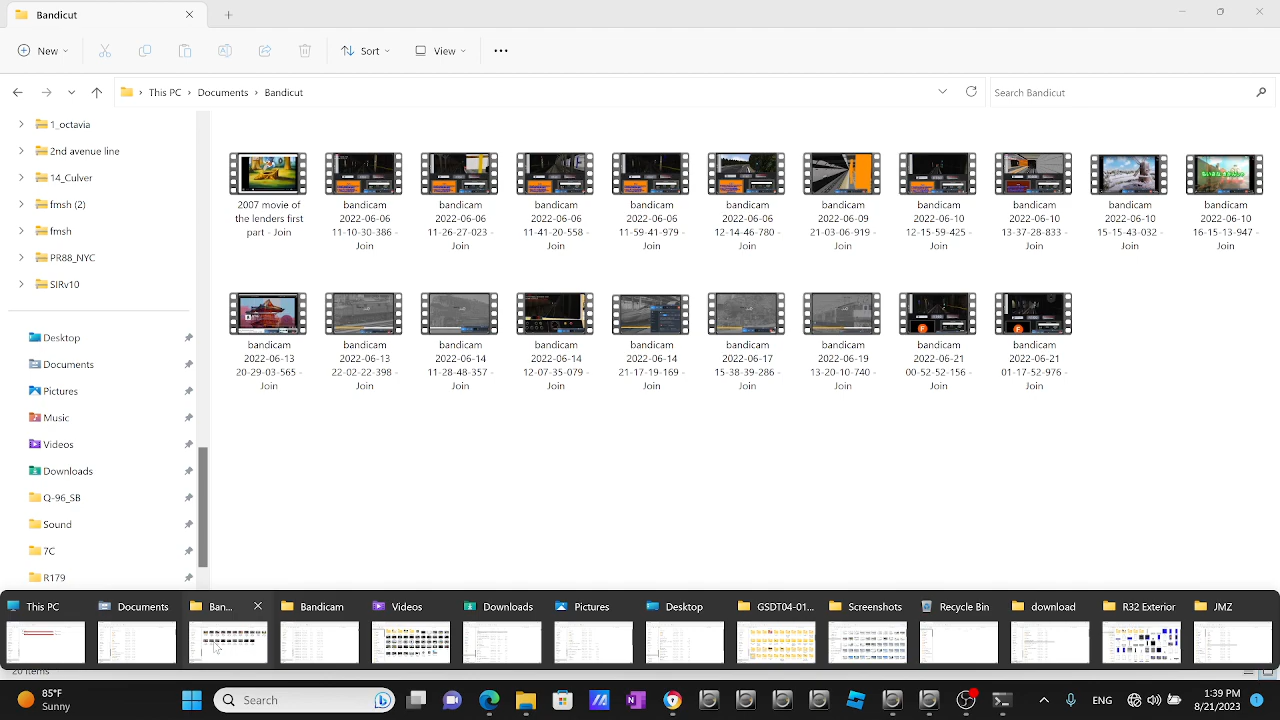 Bandicut
New
Sort
View
This PC
Documents
Bandicut
Search Bandicut
1_octavia
2nd avenue line
14_Culver
fmsh (2)
fmsh
PR88_NYC
SIRv10
Desktop
Documents
Pictures
Music
Videos
Downloads
Q-96_SB
Sound
7C
R179
2007 movie of
the lenders first
part - Join
bandicam
2022-06-06
11-10-30-386 -
Join
bandicam
2022-06-06
11-26-27-023 -
Join
bandicam
2022-06-06
11-41-20-558 -
Join
bandicam
2022-06-06
11-59-41-979 -
Join
bandicam
2022-06-06
12-14-46-780 -
Join
bandicam
2022-06-09
21-03-06-919 -
Join
bandicam
2022-06-10
12-15-59-425 -
Join
bandicam
2022-06-10
13-37-28-833 -
Join
bandicam
2022-06-10
15-15-43-032 -
Join
bandicam
2022-06-10
16-15-13-947 -
Join
bandicam
2022-06-13
20-29-03-565 -
Join
bandicam
2022-06-13
22-02-22-398 -
Join
bandicam
2022-06-14
11-28-48-357 -
Join
bandicam
2022-06-14
12-07-35-079 -
Join
bandicam
2022-06-14
21-17-19-169 -
Join
bandicam
2022-06-17
15-38-39-286 -
Join
bandicam
2022-06-19
13-20-10-740 -
Join
bandicam
2022-06-21
00-52-52-156 -
Join
bandicam
2022-06-21
01-17-52-976 -
Join
This PC
Documents
Ban...
Bandicam
Videos
Downloads
Pictures
Desktop
GSDT04-01...
Screenshots
Recycle Bin
download
R32_Exterior
JMZ
20 items
85°F
Sunny
Search
ENG
1:39 PM
8/21/2023